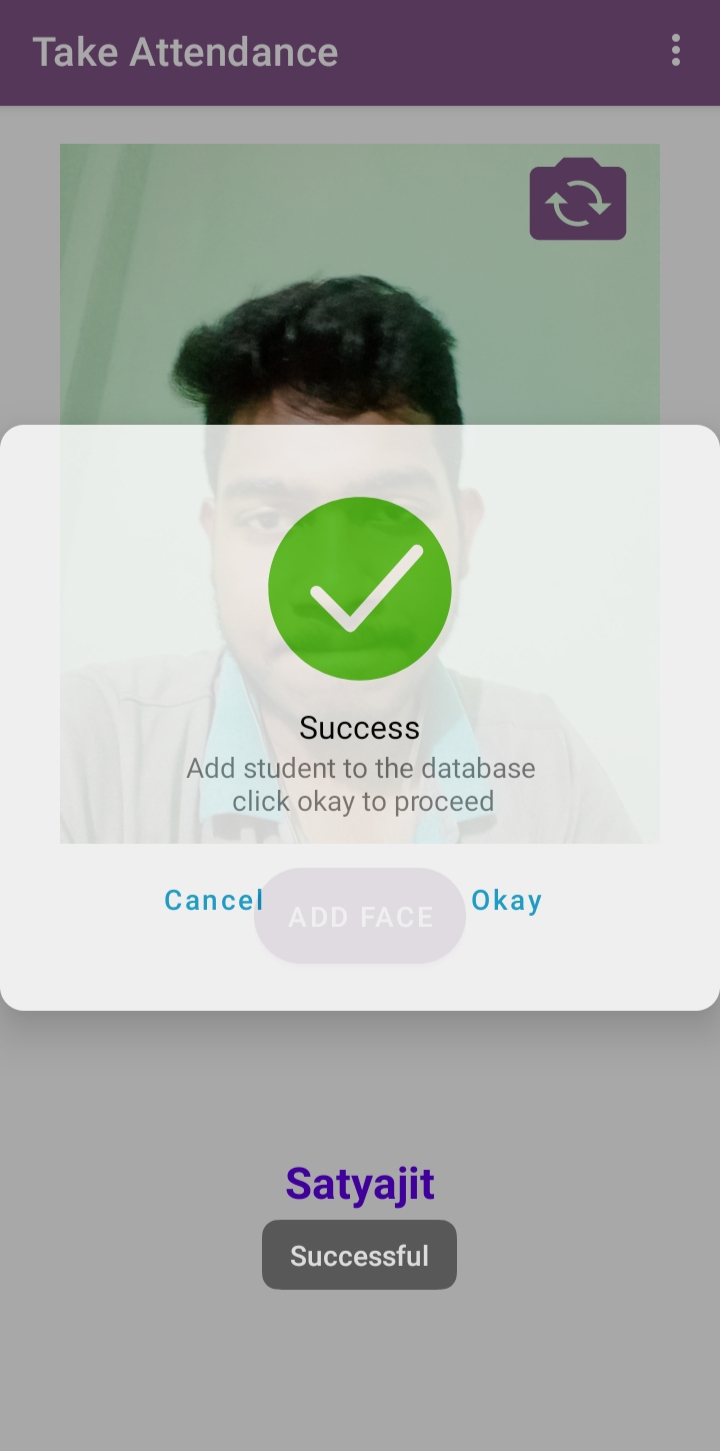 Take Attendance
Success
Add student to the database
click okay to proceed
Cancel
ADD FACE
Okay
Satyajit
Successful